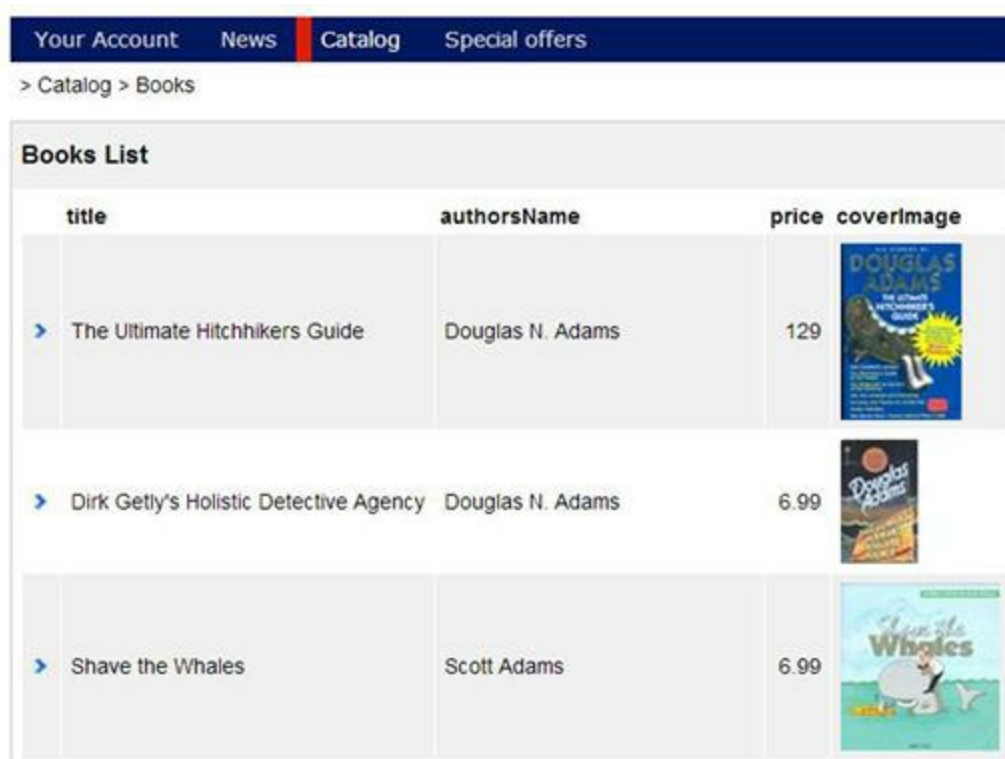 Your Account News Catalog Special offers
> Catalog > Books
Books List
title authorsName price coverImage
DOUGLAS
ADAMS
THE ULTIMATE
HITCHHIKER'S
GUIDE
The Ultimate Hitchhikers Guide Douglas N. Adams 129
Douglas
Adams
Dirk Getly's Holistic Detective Agency Douglas N. Adams 6.99
Shave the
Whales
Shave the Whales Scott Adams 6.99